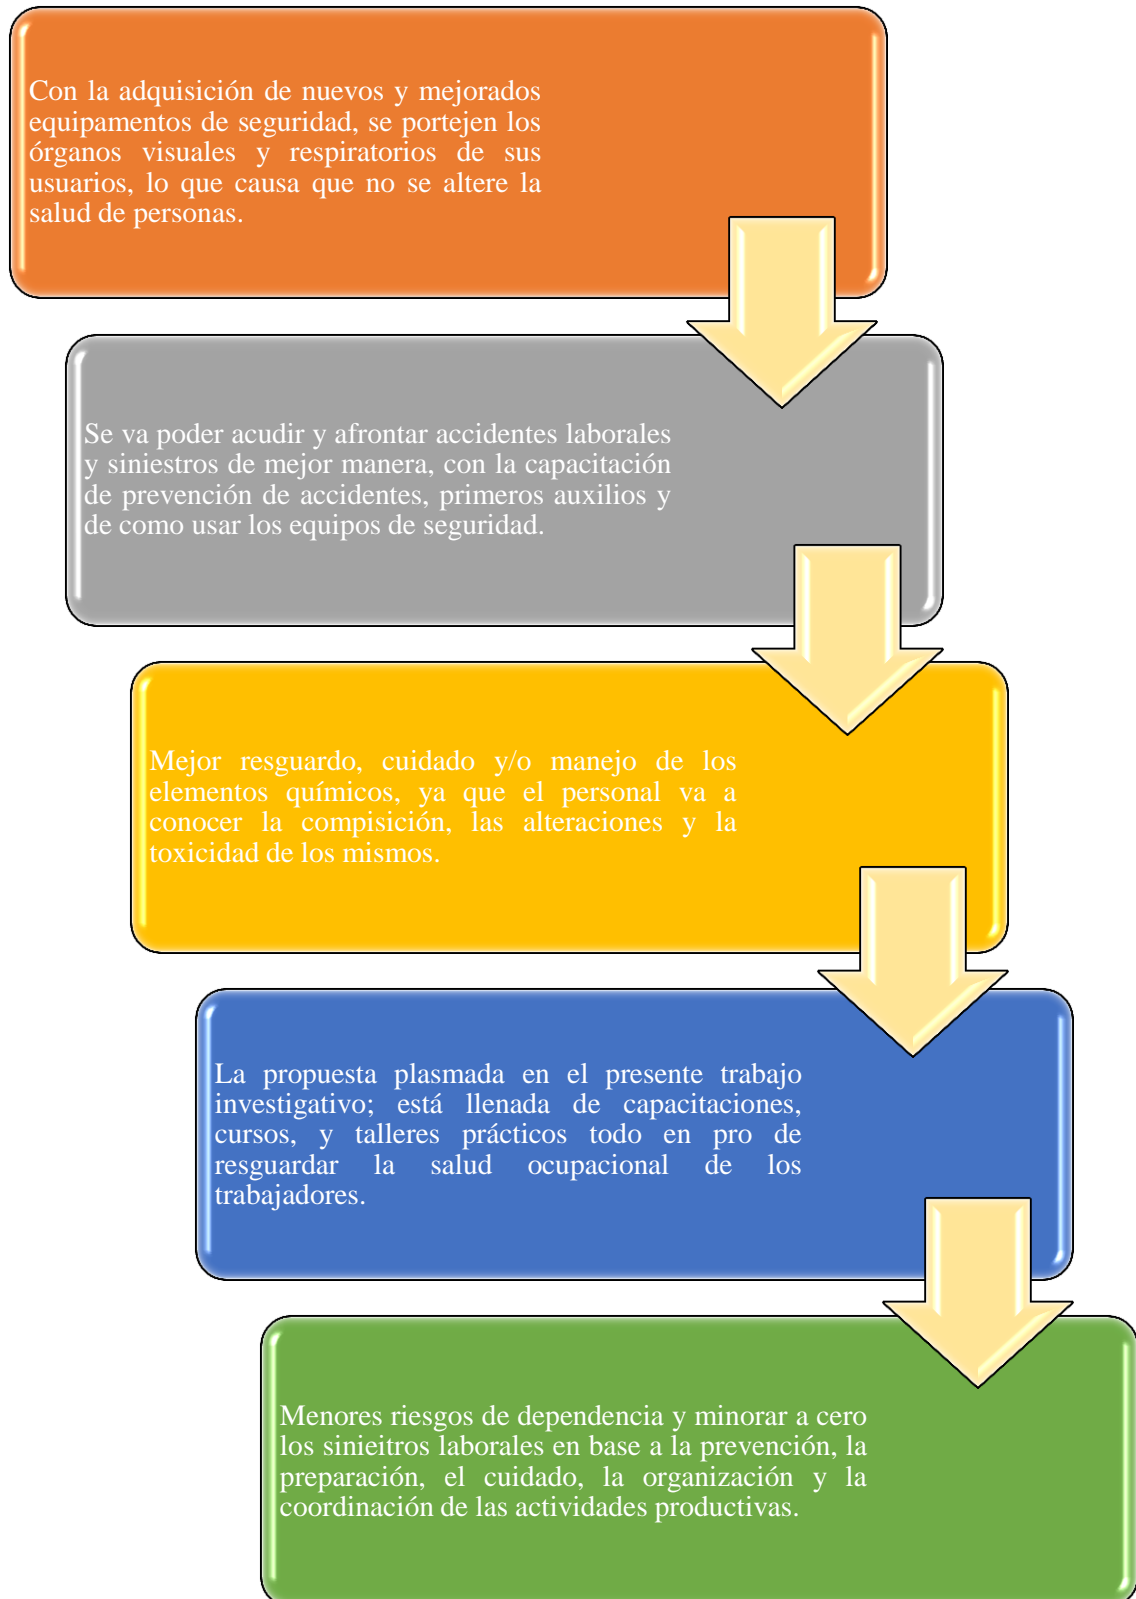 Con la adquisición de nuevos y mejorados
equipamentos de seguridad, se portejen los
órganos visuales y respiratorios de sus
usuarios, lo que causa que no se altere la
salud de personas.
Se va poder acudir y afrontar accidentes laborales
y siniestros de mejor manera, con la capacitación
de prevención de accidentes, primeros auxilios y
de como usar los equipos de seguridad.
Mejor resguardo, cuidado y/o manejo de los
elementos químicos, ya que el personal va a
conocer la compisición, las alteraciones y la
toxicidad de los mismos.
La propuesta plasmada en el presente trabajo
investigativo; está llenada de capacitaciones,
cursos, y talleres prácticos todo en pro de
resguardar la salud ocupacional de los
trabajadores.
Menores riesgos de dependencia y minorar a cero
los sinieitros laborales en base a la prevención, la
preparación, el cuidado, la organización y la
coordinación de las actividades productivas.